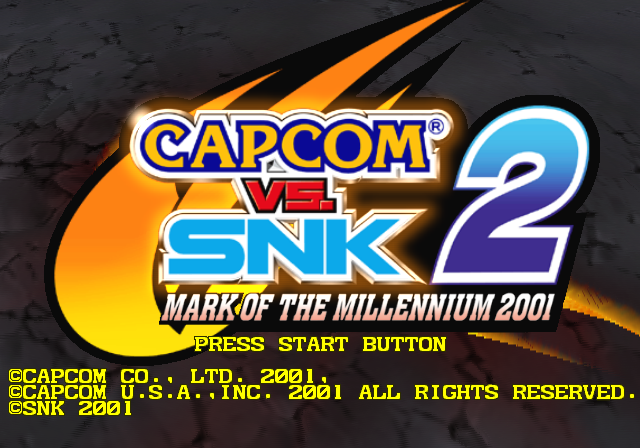 CAPCOM®
VS.
SNK 2
MARK OF THE MILLENNIUM 2001
PRESS START BUTTON
©CAPCOM CO., LTD. 2001,
©CAPCOM U.S.A.,INC. 2001 ALL RIGHTS RESERVED.
©SNK 2001